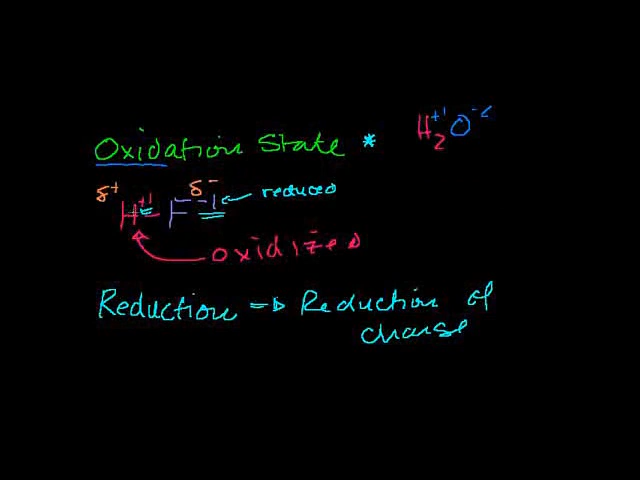 H₂⁺¹O⁻²
Oxidation State *
δ+ δ-
H⁺¹ - F⁻¹ reduced
oxidized
Reduction => Reduction of
charge